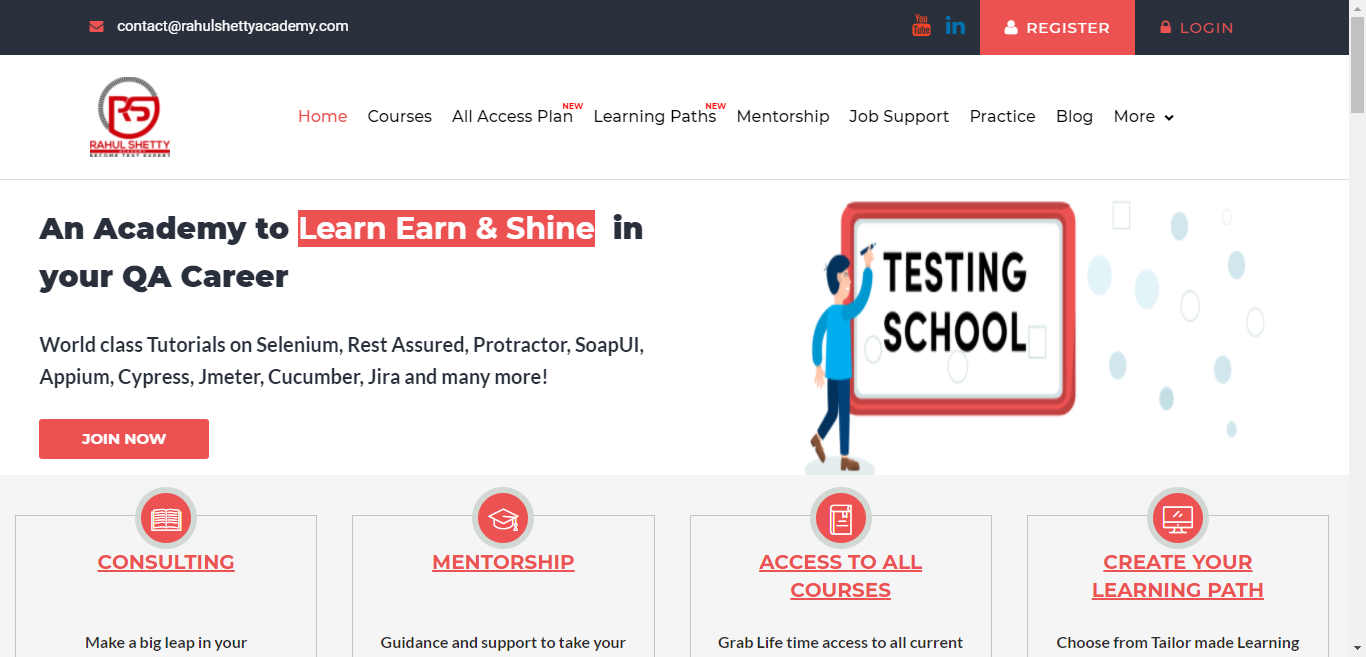 contact@rahulshettyacademy.com
You
Tube
in
REGISTER
LOGIN
RS
RAHUL SHETTY
ACADEMY
BECOME TEST EXPERT
Home
Courses
All Access Plan NEW
Learning Paths NEW
Mentorship
Job Support
Practice
Blog
More
An Academy to Learn Earn & Shine in
your QA Career
World class Tutorials on Selenium, Rest Assured, Protractor, SoapUI,
Appium, Cypress, Jmeter, Cucumber, Jira and many more!
JOIN NOW
TESTING
SCHOOL
CONSULTING
Make a big leap in your
MENTORSHIP
Guidance and support to take your
ACCESS TO ALL
COURSES
Grab Life time access to all current
CREATE YOUR
LEARNING PATH
Choose from Tailor made Learning